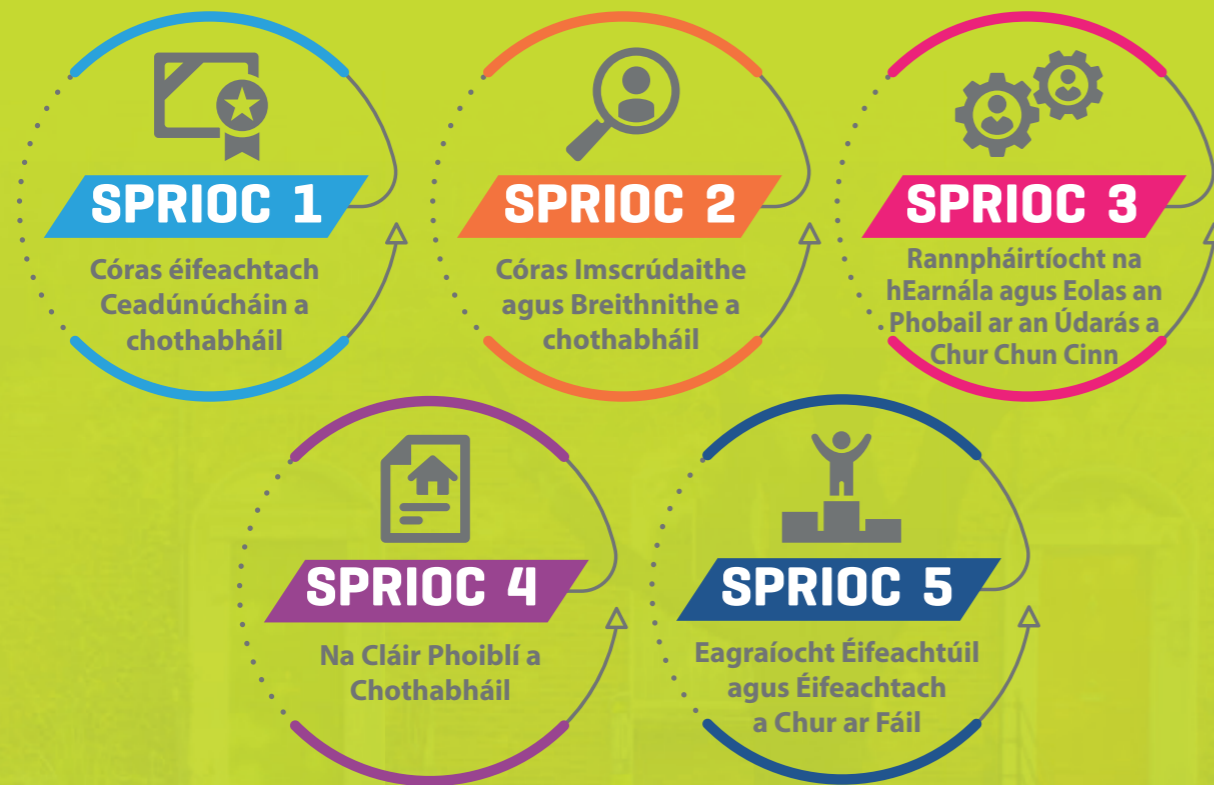 SPRIOC 1
Córas éifeachtach
Ceadúnúcháin a
chothabháil
SPRIOC 2
Córas Imscrúdaithe
agus Breithnithe a
chothabháil
SPRIOC 3
Rannpháirtíocht na
hEarnála agus Eolas an
Phobail ar an Údarás a
Chur Chun Cinn
SPRIOC 4
Na Cláir Phoiblí a
Chothabháil
SPRIOC 5
Eagraíocht Éifeachtúil
agus Éifeachtach
a Chur ar Fáil